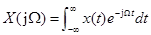 X(jΩ) = ∫_{-∞}^{∞} x(t)e^{-jΩt}dt